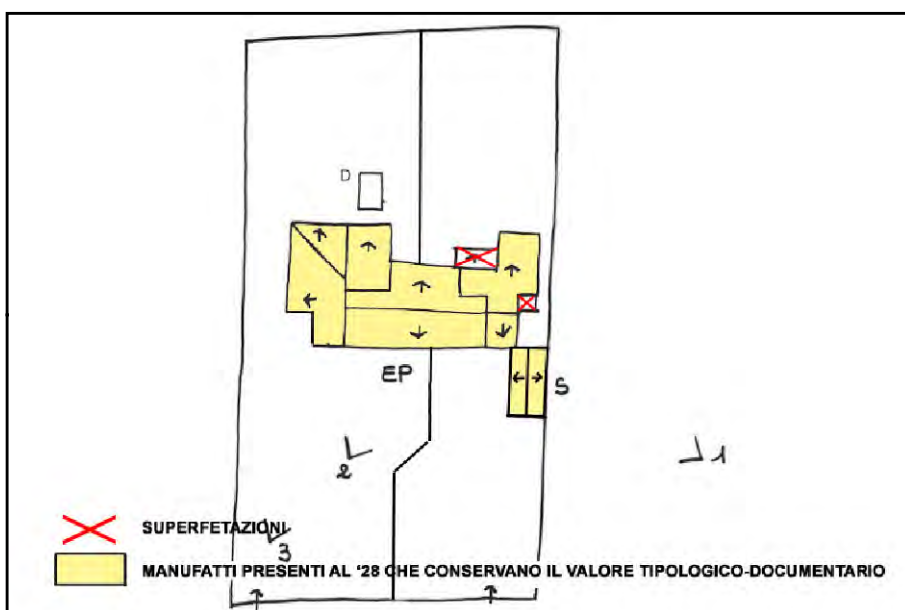 D
EP
S
2
1
3
SUPERFETAZIONI
MANUFATTI PRESENTI AL '28 CHE CONSERVANO IL VALORE TIPOLOGICO-DOCUMENTARIO